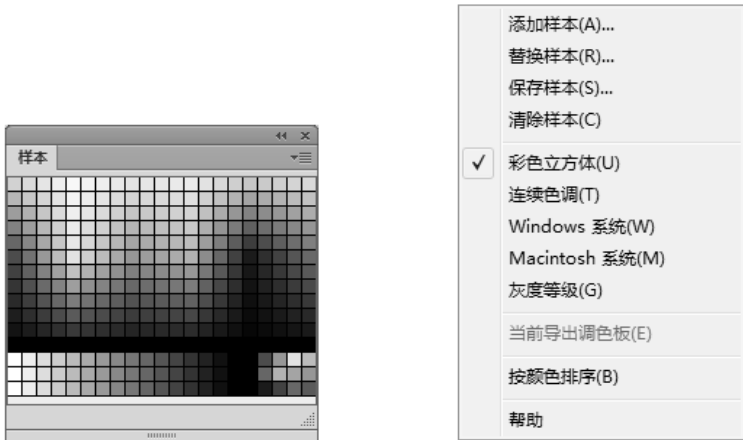 样本
添加样本(A)...
替换样本(R)...
保存样本(S)...
清除样本(C)
彩色立方体(U)
连续色调(T)
Windows 系统(W)
Macintosh 系统(M)
灰度等级(G)
当前导出调色板(E)
按颜色排序(B)
帮助